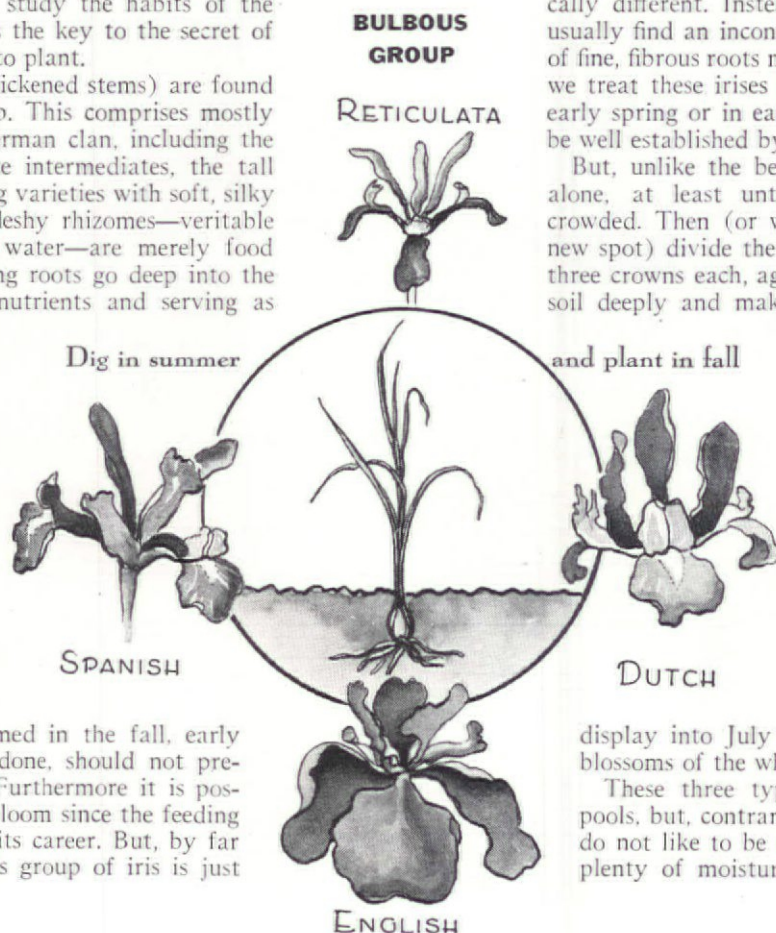 study the habits of the
s the key to the secret of
to plant.
ickened stems) are found
p. This comprises mostly
erman clan, including the
e intermediates, the tall
g varieties with soft, silky
leshy rhizomes—veritable
water—are merely food
ng roots go deep into the
nutrients and serving as
BULBOUS
GROUP
RETICULATA
cally different. Inste
usually find an incon
of fine, fibrous roots
we treat these irises
early spring or in ea
be well established by
But, unlike the be
alone, at least unt
crowded. Then (or
new spot) divide the
three crowns each, ag
soil deeply and mak
Dig in summer and plant in fall
SPANISH
DUTCH
ENGLISH
med in the fall, early
done, should not pre-
Furthermore it is pos-
loom since the feeding
its career. But, by far
s group of iris is just
display into July
blossoms of the wh
These three typ
pools, but, contrar
do not like to be
plenty of moistur